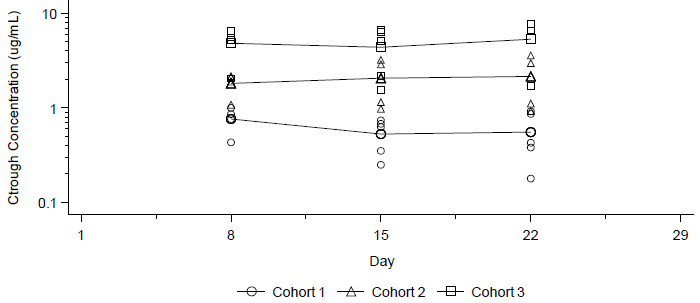 Ctrough Concentration (ug/mL)
10
1
0.1
1 8 15 22 29
Day
Cohort 1 Cohort 2 Cohort 3